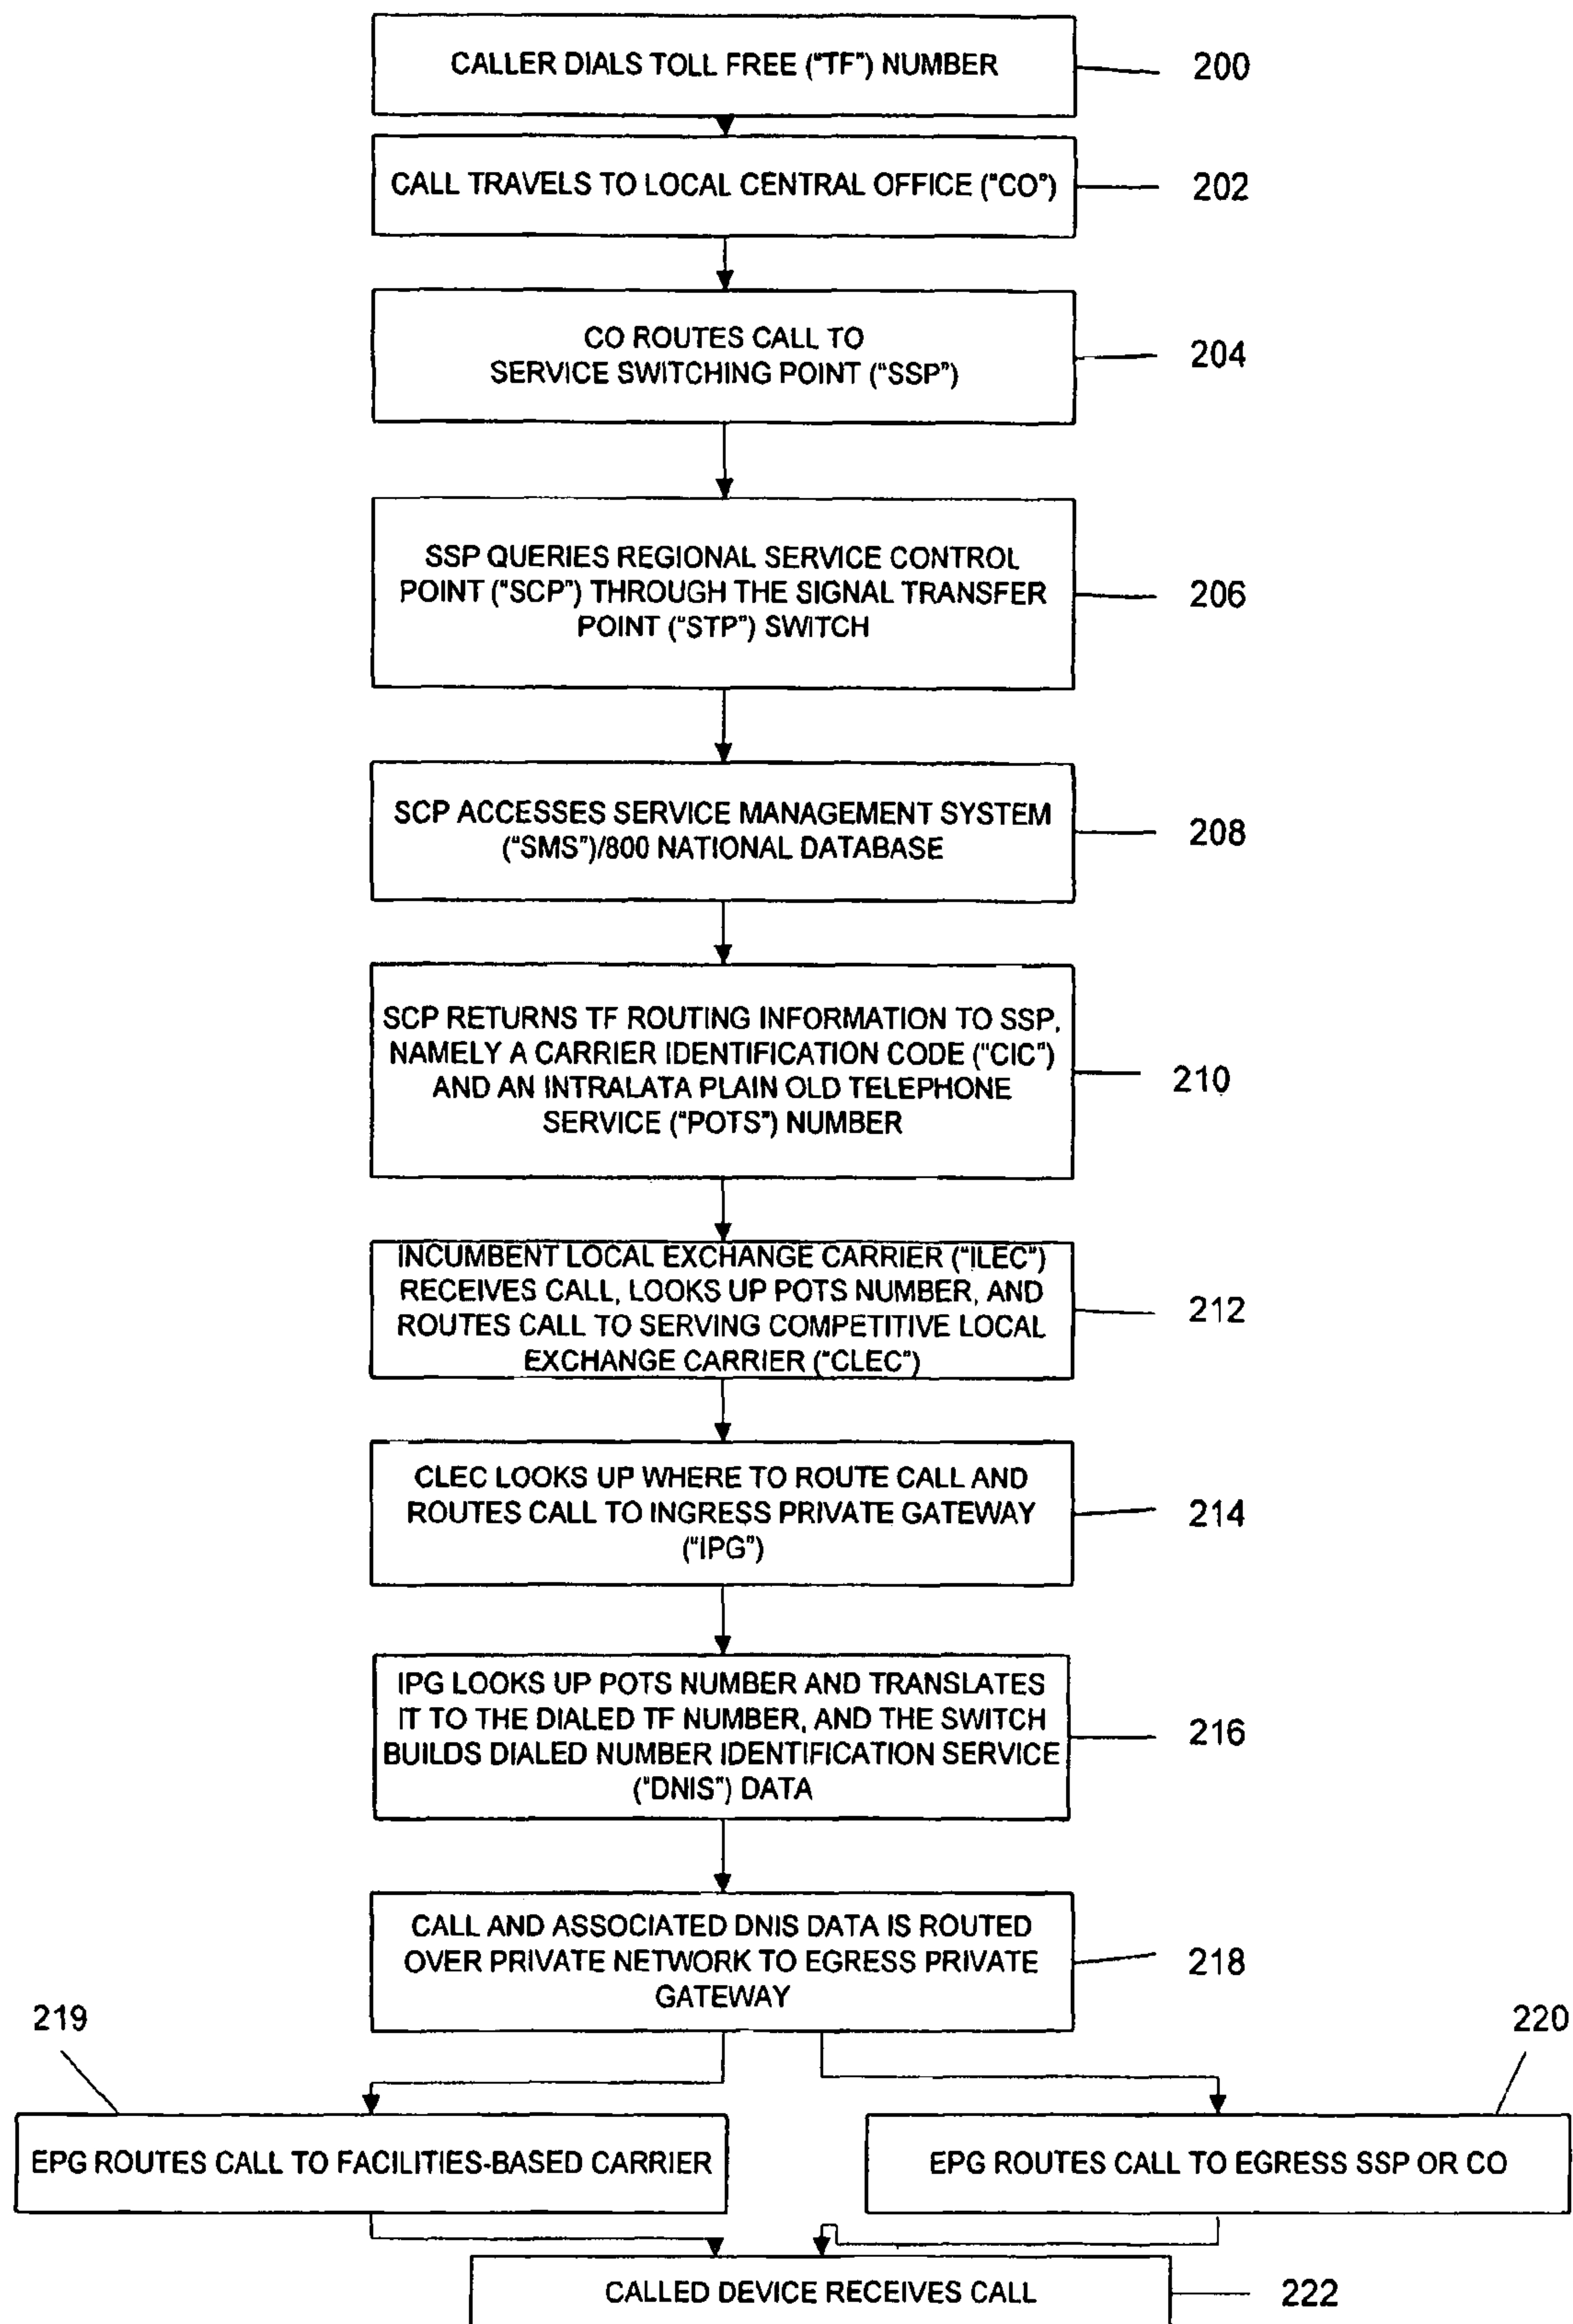 CALLER DIALS TOLL FREE ("TF") NUMBER
200
CALL TRAVELS TO LOCAL CENTRAL OFFICE ("CO")
202
CO ROUTES CALL TO
SERVICE SWITCHING POINT ("SSP")
204
SSP QUERIES REGIONAL SERVICE CONTROL
POINT ("SCP") THROUGH THE SIGNAL TRANSFER
POINT ("STP") SWITCH
206
SCP ACCESSES SERVICE MANAGEMENT SYSTEM
("SMS")/800 NATIONAL DATABASE
208
SCP RETURNS TF ROUTING INFORMATION TO SSP,
NAMELY A CARRIER IDENTIFICATION CODE ("CIC")
AND AN INTRALATA PLAIN OLD TELEPHONE
SERVICE ("POTS") NUMBER
210
INCUMBENT LOCAL EXCHANGE CARRIER ("ILEC")
RECEIVES CALL, LOOKS UP POTS NUMBER, AND
ROUTES CALL TO SERVING COMPETITIVE LOCAL
EXCHANGE CARRIER ("CLEC")
212
CLEC LOOKS UP WHERE TO ROUTE CALL AND
ROUTES CALL TO INGRESS PRIVATE GATEWAY
("IPG")
214
IPG LOOKS UP POTS NUMBER AND TRANSLATES
IT TO THE DIALED TF NUMBER, AND THE SWITCH
BUILDS DIALED NUMBER IDENTIFICATION SERVICE
("DNIS") DATA
216
CALL AND ASSOCIATED DNIS DATA IS ROUTED
OVER PRIVATE NETWORK TO EGRESS PRIVATE
GATEWAY
218
219
220
EPG ROUTES CALL TO FACILITIES-BASED CARRIER
EPG ROUTES CALL TO EGRESS SSP OR CO
CALLED DEVICE RECEIVES CALL
222